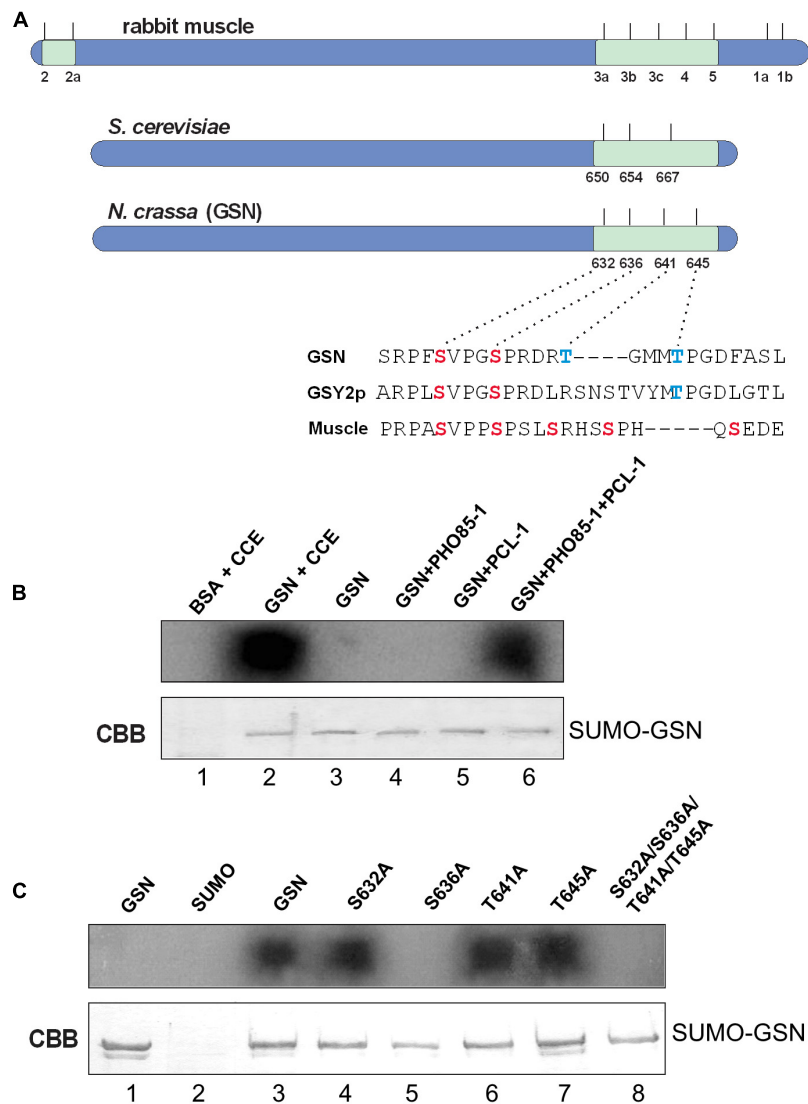 A
rabbit muscle
2 2a 3a 3b 3c 4 5 1a 1b
S. cerevisiae
650 654 667
N. crassa (GSN)
632 636 641 645
GSN SRPFSVPGSPRDRT----GMMTPGDFASL
GSY2p ARPLSVPGSPRDLRSNSTVYMTPGDLGTL
Muscle PRPASVPPSPSLSRHSSPH-----QSEDE
B
BSA + CCE
GSN + CCE
GSN
GSN+PHO85-1
GSN+PCL-1
GSN+PHO85-1+PCL-1
CBB
SUMO-GSN
1 2 3 4 5 6
C
GSN
SUMO
GSN
S632A
S636A
T641A
T645A
S632A/S636A/
T641A/T645A
CBB
SUMO-GSN
1 2 3 4 5 6 7 8